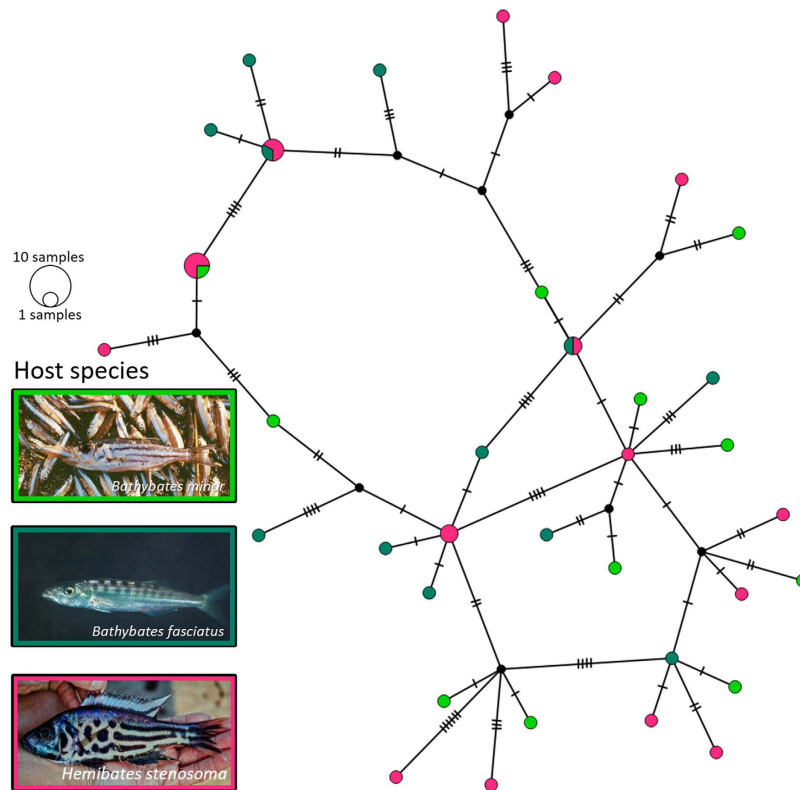 10 samples
1 samples
Host species
Bathybates minor
Bathybates fasciatus
Hemibates stenosoma